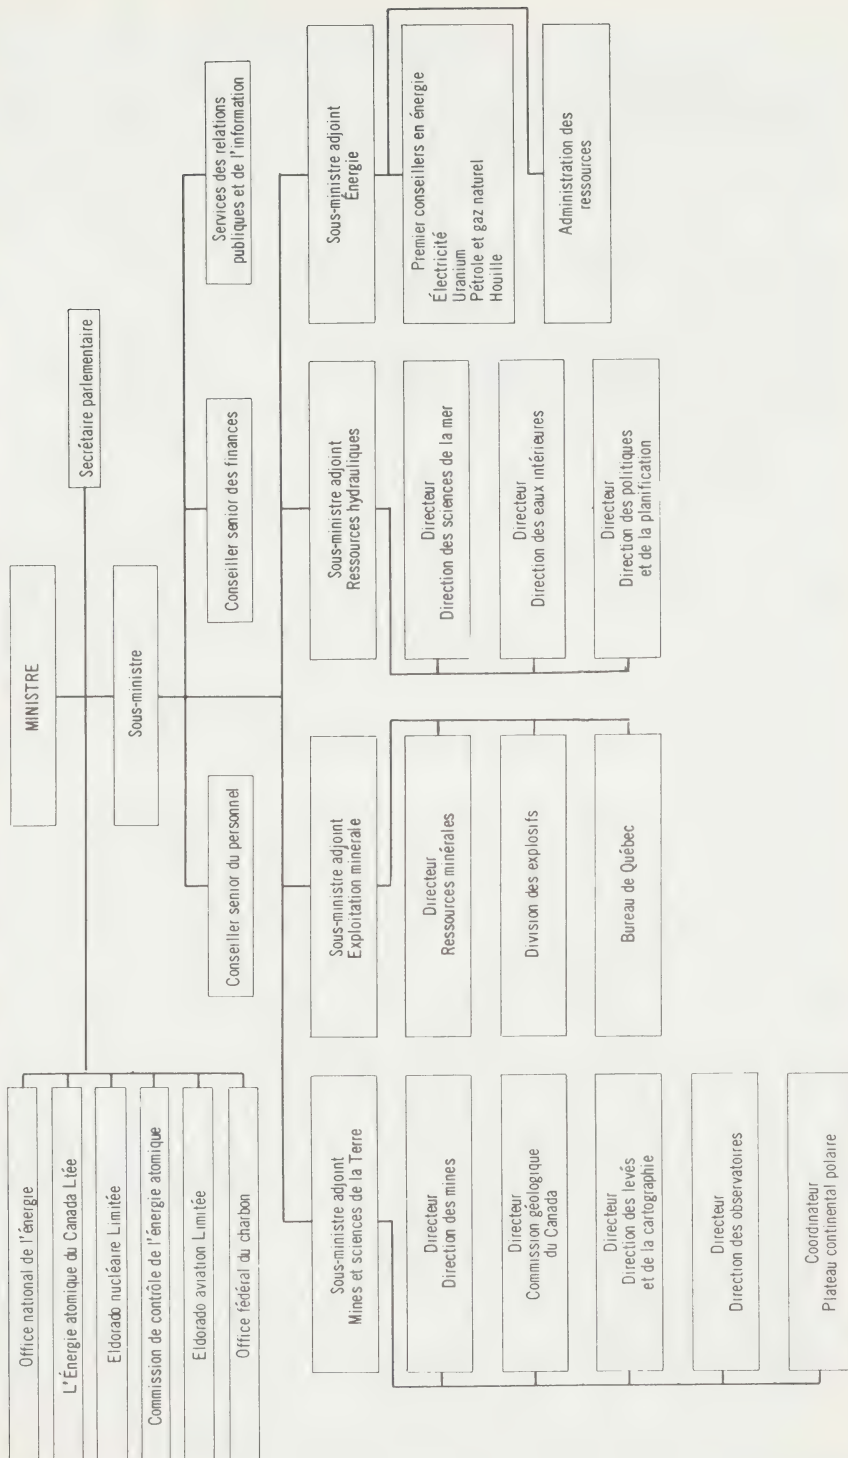 MINISTRE
Secrétaire parlementaire
Office national de l'énergie
L'Énergie atomique du Canada Ltée
Eldorado nucléaire Limitée
Commission de contrôle de l'énergie atomique
Eldorado aviation Limitée
Office fédéral du charbon
Sous-ministre
Conseiller senior du personnel
Conseiller senior des finances
Services des relations
publiques et de l'information
Sous-ministre adjoint
Mines et sciences de la Terre
Directeur
Direction des mines
Directeur
Commission géologique
du Canada
Directeur
Direction des levés
et de la cartographie
Directeur
Direction des observatoires
Coordinateur
Plateau continental polaire
Sous-ministre adjoint
Exploitation minérale
Directeur
Ressources minérales
Division des explosifs
Bureau de Québec
Sous-ministre adjoint
Ressources hydrauliques
Directeur
Direction des sciences de la mer
Directeur
Direction des eaux intérieures
Directeur
Direction des politiques
et de la planification
Sous-ministre adjoint
Énergie
Premier conseillers en énergie
Électricité
Uranium
Pétrole et gaz naturel
Houille
Administration des
ressources